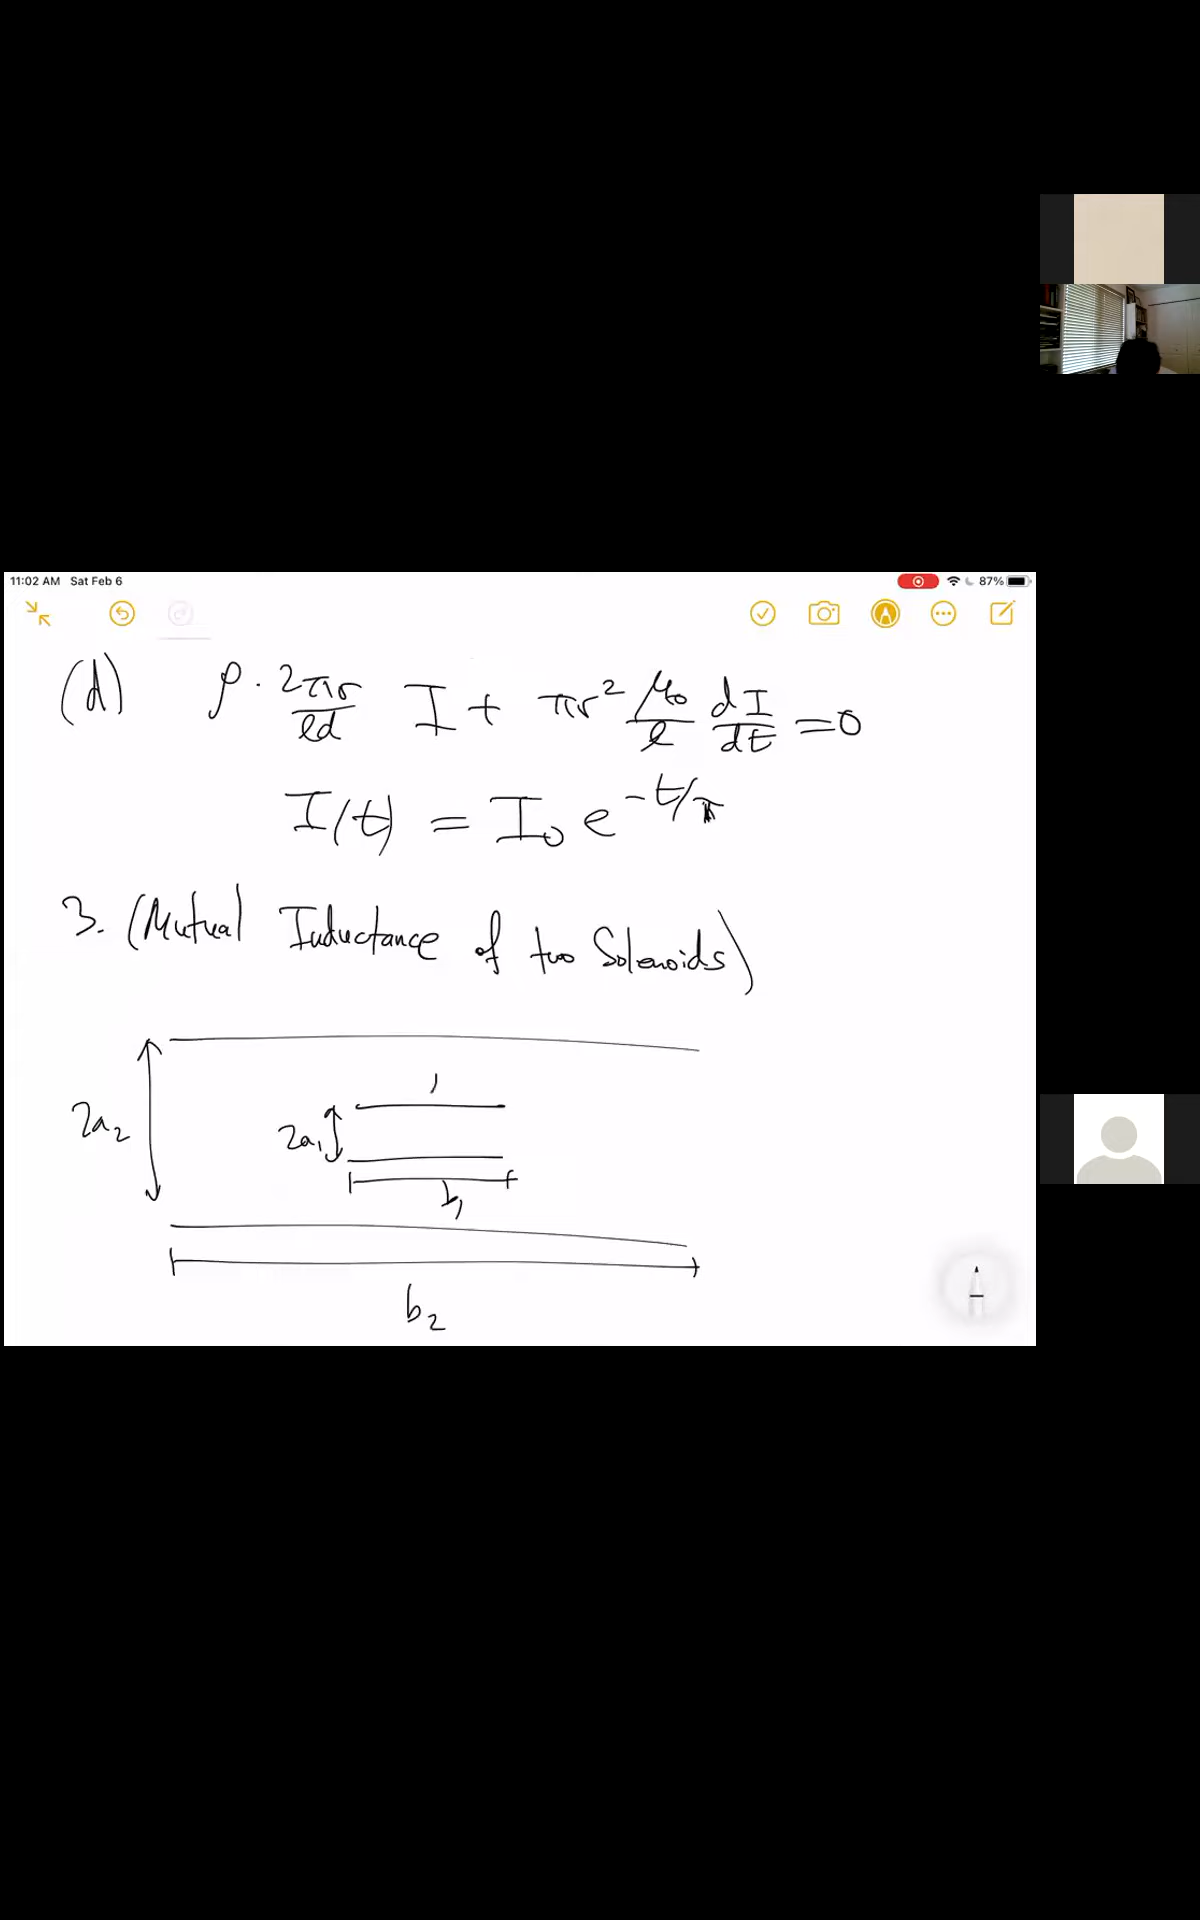 11:02 AM Sat Feb 6 87%
(d) ρ · 2πr/ld I + πr² μ₀/l dI/dt = 0
I(t) = I₀ e^(-t/τ)
3. (Mutual Inductance of two Solenoids)
1
2a₂
2a₁
b₁
b₂